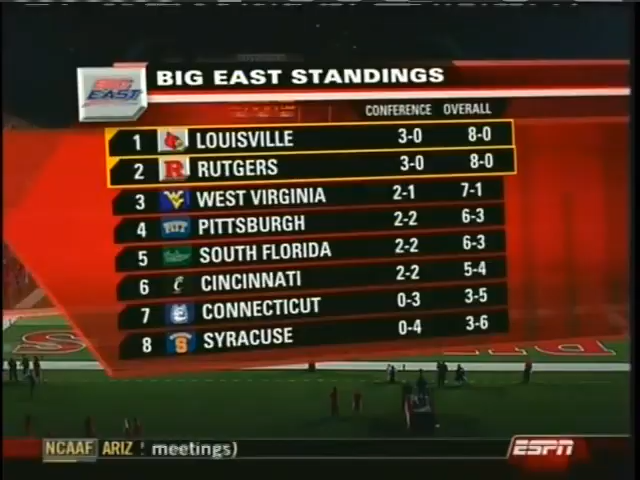 BIG EAST
BIG EAST STANDINGS
CONFERENCE OVERALL
1 LOUISVILLE 3-0 8-0
2 R RUTGERS 3-0 8-0
3 WV WEST VIRGINIA 2-1 7-1
4 PITT PITTSBURGH 2-2 6-3
5 SOUTH FLORIDA 2-2 6-3
6 C CINCINNATI 2-2 5-4
7 CONNECTICUT 0-3 3-5
8 S SYRACUSE 0-4 3-6
NCAAF ARIZ meetings) ESPN